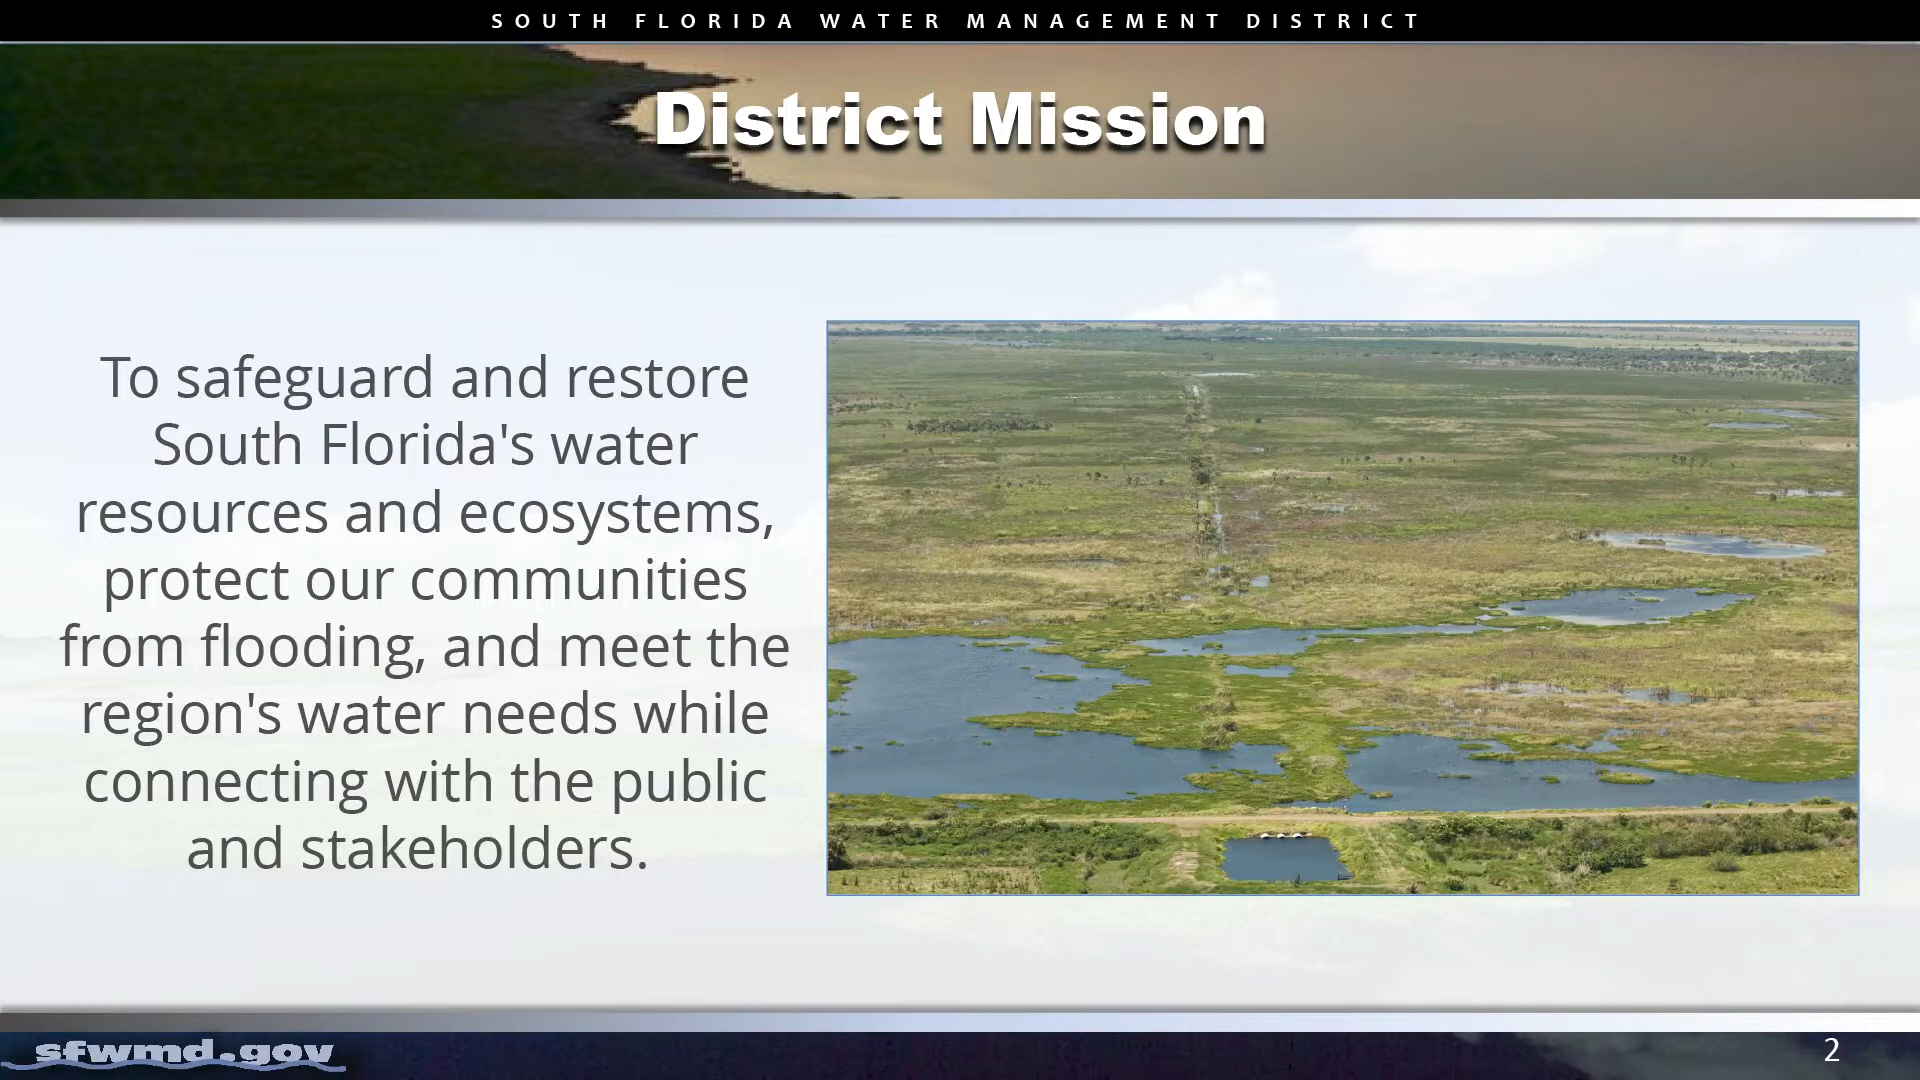 SOUTH FLORIDA WATER MANAGEMENT DISTRICT
District Mission
To safeguard and restore
South Florida's water
resources and ecosystems,
protect our communities
from flooding, and meet the
region's water needs while
connecting with the public
and stakeholders.
sfwmd.gov
2